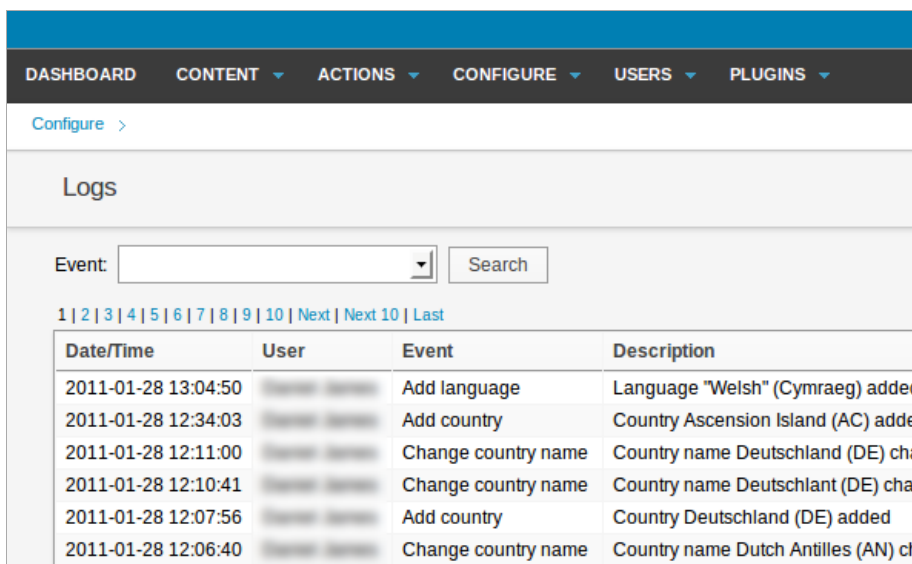 DASHBOARD CONTENT ACTIONS CONFIGURE USERS PLUGINS
Configure >
Logs
Event: Search
1 | 2 | 3 | 4 | 5 | 6 | 7 | 8 | 9 | 10 | Next | Next 10 | Last
Date/Time User Event Description
2011-01-28 13:04:50 Add language Language "Welsh" (Cymraeg) added
2011-01-28 12:34:03 Add country Country Ascension Island (AC) adde
2011-01-28 12:11:00 Change country name Country name Deutschland (DE) cha
2011-01-28 12:10:41 Change country name Country name Deutschlant (DE) cha
2011-01-28 12:07:56 Add country Country Deutschland (DE) added
2011-01-28 12:06:40 Change country name Country name Dutch Antilles (AN) ch